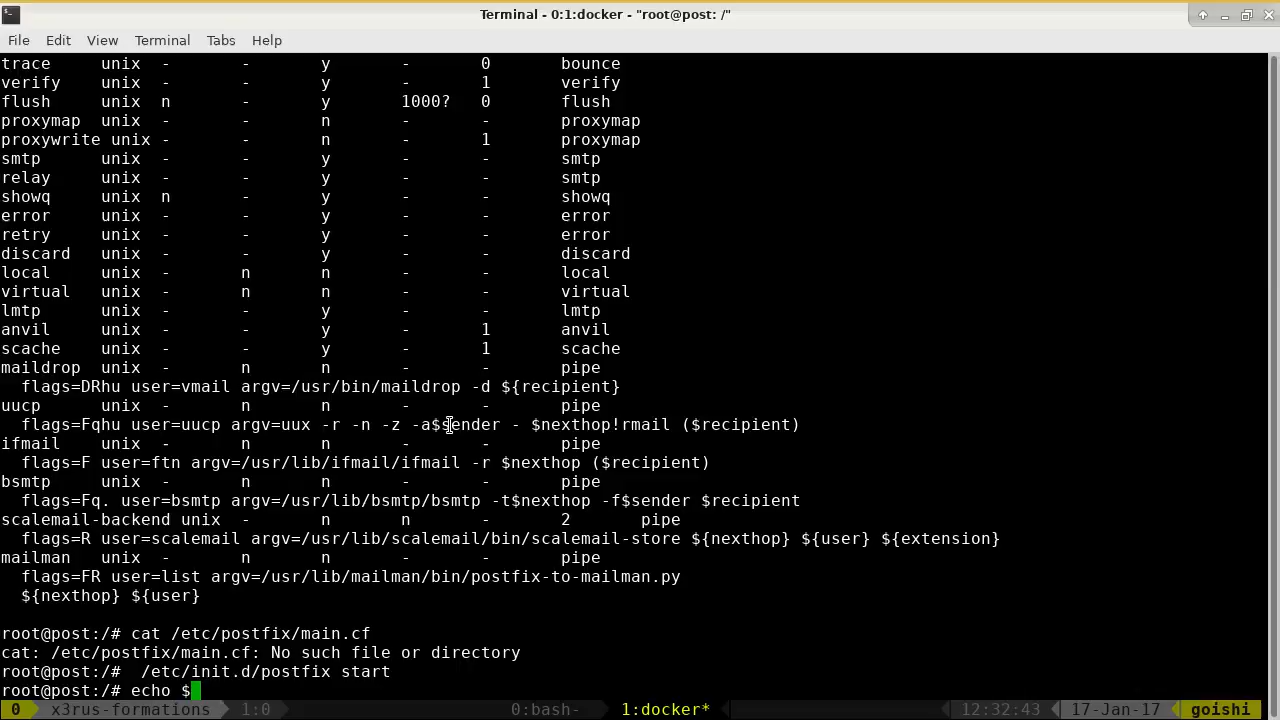 Terminal - 0:1:docker - "root@post: /"
File Edit View Terminal Tabs Help
trace     unix  -       -       y       -       0       bounce
verify    unix  -       -       y       -       1       verify
flush     unix  n       -       y       1000?   0       flush
proxymap  unix  -       -       n       -       -       proxymap
proxywrite unix -       -       n       -       1       proxymap
smtp      unix  -       -       y       -       -       smtp
relay     unix  -       -       y       -       -       smtp
showq     unix  n       -       y       -       -       showq
error     unix  -       -       y       -       -       error
retry     unix  -       -       y       -       -       error
discard   unix  -       -       y       -       -       discard
local     unix  -       n       n       -       -       local
virtual   unix  -       n       n       -       -       virtual
lmtp      unix  -       -       y       -       -       lmtp
anvil     unix  -       -       y       -       1       anvil
scache    unix  -       -       y       -       1       scache
maildrop  unix  -       n       n       -       -       pipe
  flags=DRhu user=vmail argv=/usr/bin/maildrop -d ${recipient}
uucp      unix  -       n       n       -       -       pipe
  flags=Fqhu user=uucp argv=uux -r -n -z -a$sender - $nexthop!rmail ($recipient)
ifmail    unix  -       n       n       -       -       pipe
  flags=F user=ftn argv=/usr/lib/ifmail/ifmail -r $nexthop ($recipient)
bsmtp     unix  -       n       n       -       -       pipe
  flags=Fq. user=bsmtp argv=/usr/lib/bsmtp/bsmtp -t$nexthop -f$sender $recipient
scalemail-backend unix  -       n       n       -       2       pipe
  flags=R user=scalemail argv=/usr/lib/scalemail/bin/scalemail-store ${nexthop} ${user} ${extension}
mailman   unix  -       n       n       -       -       pipe
  flags=FR user=list argv=/usr/lib/mailman/bin/postfix-to-mailman.py
  ${nexthop} ${user}
root@post:/# cat /etc/postfix/main.cf
cat: /etc/postfix/main.cf: No such file or directory
root@post:/#  /etc/init.d/postfix start
root@post:/# echo $
0 x3rus-formations 1:0 0:bash- 1:docker* 12:32:43 17-Jan-17 goishi